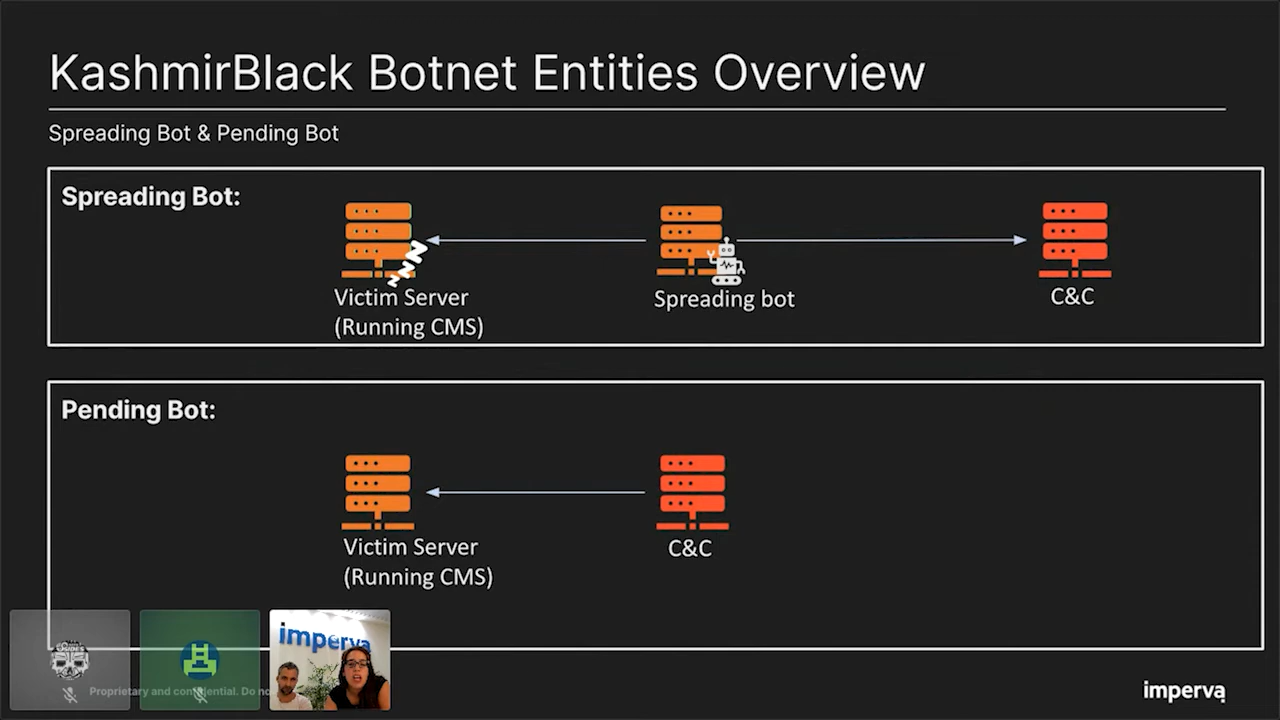 KashmirBlack Botnet Entities Overview
Spreading Bot & Pending Bot
Spreading Bot:
Victim Server
(Running CMS)
Spreading bot
C&C
Pending Bot:
Victim Server
(Running CMS)
C&C
imperva
Proprietary and confidential. Do no
imperva